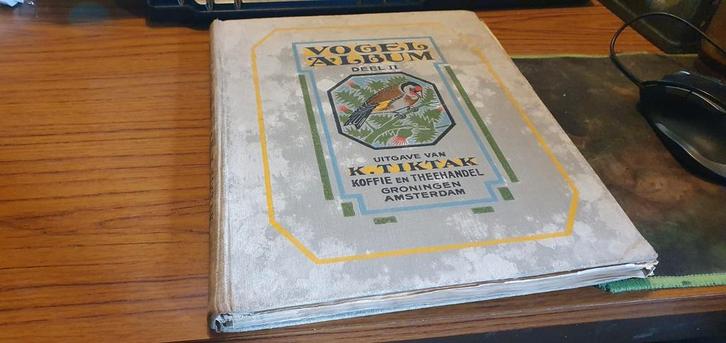 VOGEL
ALBUM
DEEL II
UITGAVE VAN
K. TIKTAK
KOFFIE EN THEEHANDEL
GRONINGEN
AMSTERDAM